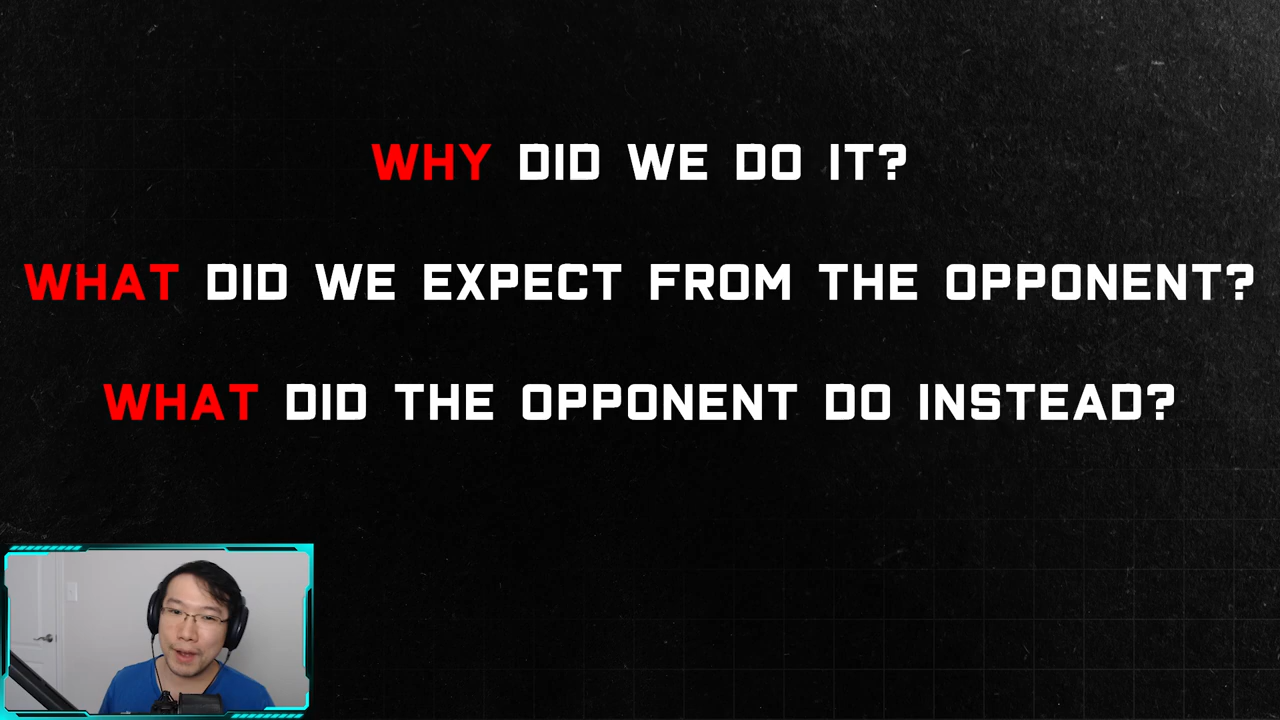 WHY DID WE DO IT?
WHAT DID WE EXPECT FROM THE OPPONENT?
WHAT DID THE OPPONENT DO INSTEAD?